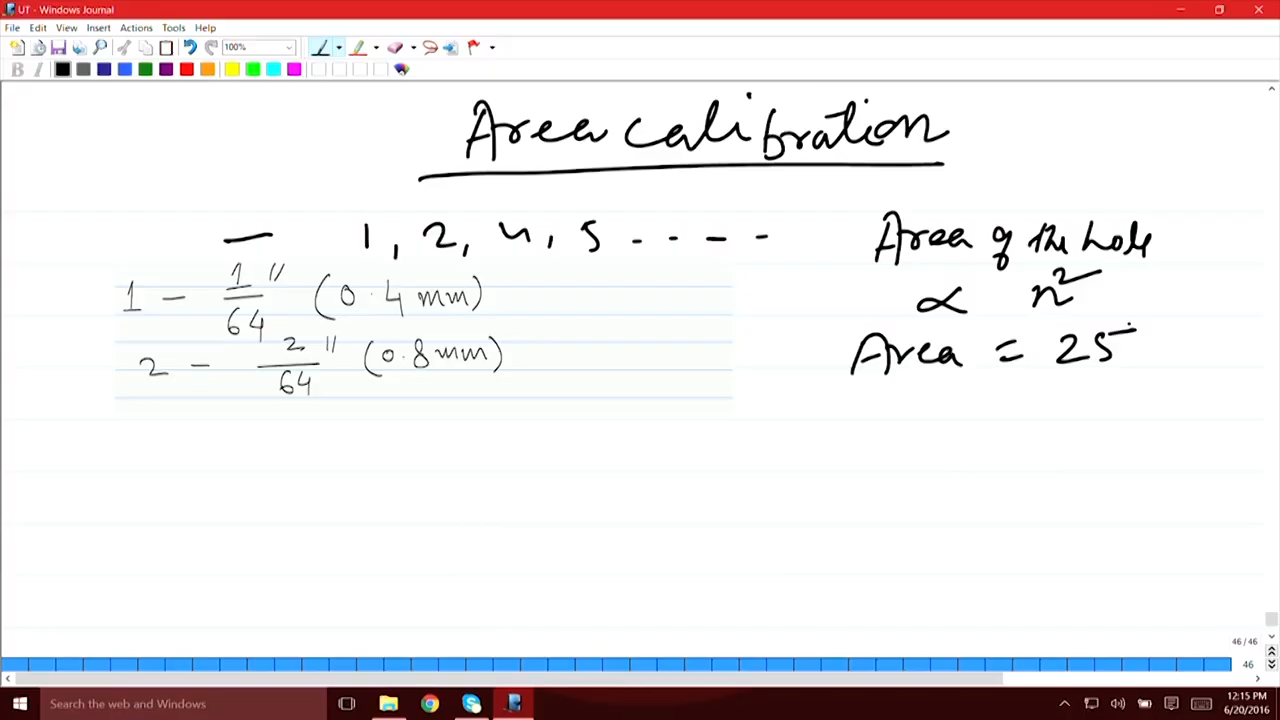 UT - Windows Journal
File Edit View Insert Actions Tools Help
100%
B I
Area calibration
— 1, 2, 4, 5 - - - -
Area of the hole
1 - 1/64" (0.4 mm)
∝ n²
2 - 2/64" (0.8mm)
Area = 25
46 / 46
46
Search the web and Windows
12:15 PM
6/20/2016